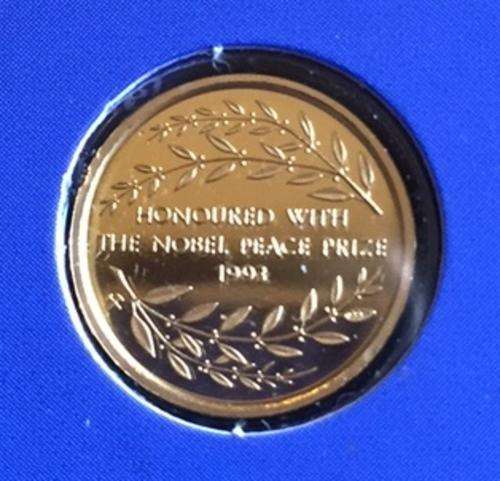 HONOURED WITH
THE NOBEL PEACE PRIZE
1993